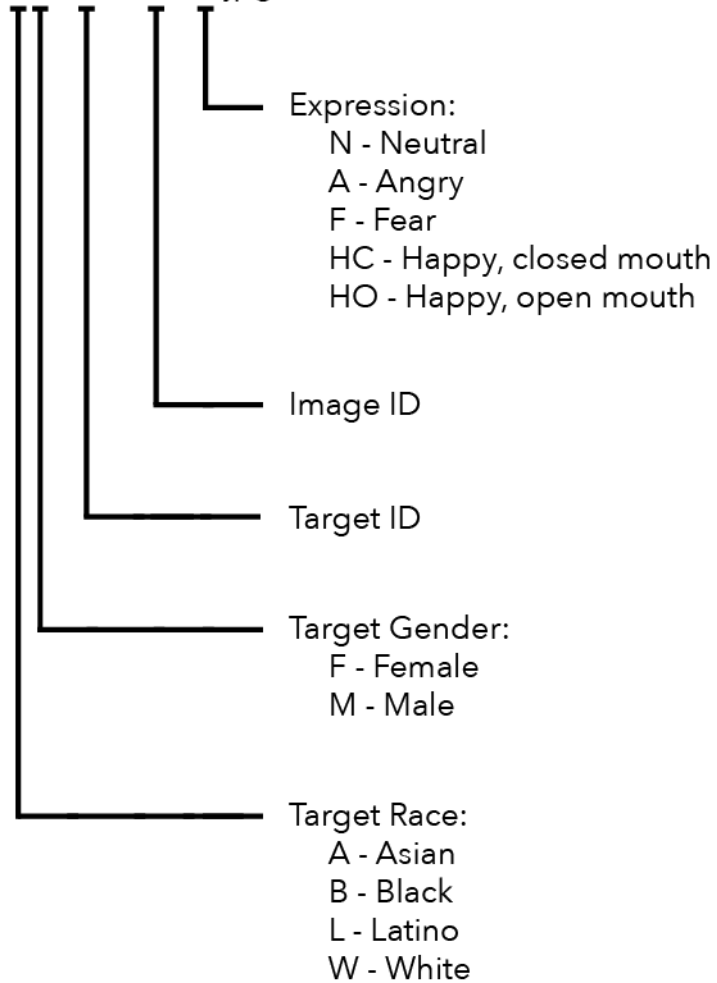 Expression:
N - Neutral
A - Angry
F - Fear
HC - Happy, closed mouth
HO - Happy, open mouth
Image ID
Target ID
Target Gender:
F - Female
M - Male
Target Race:
A - Asian
B - Black
L - Latino
W - White